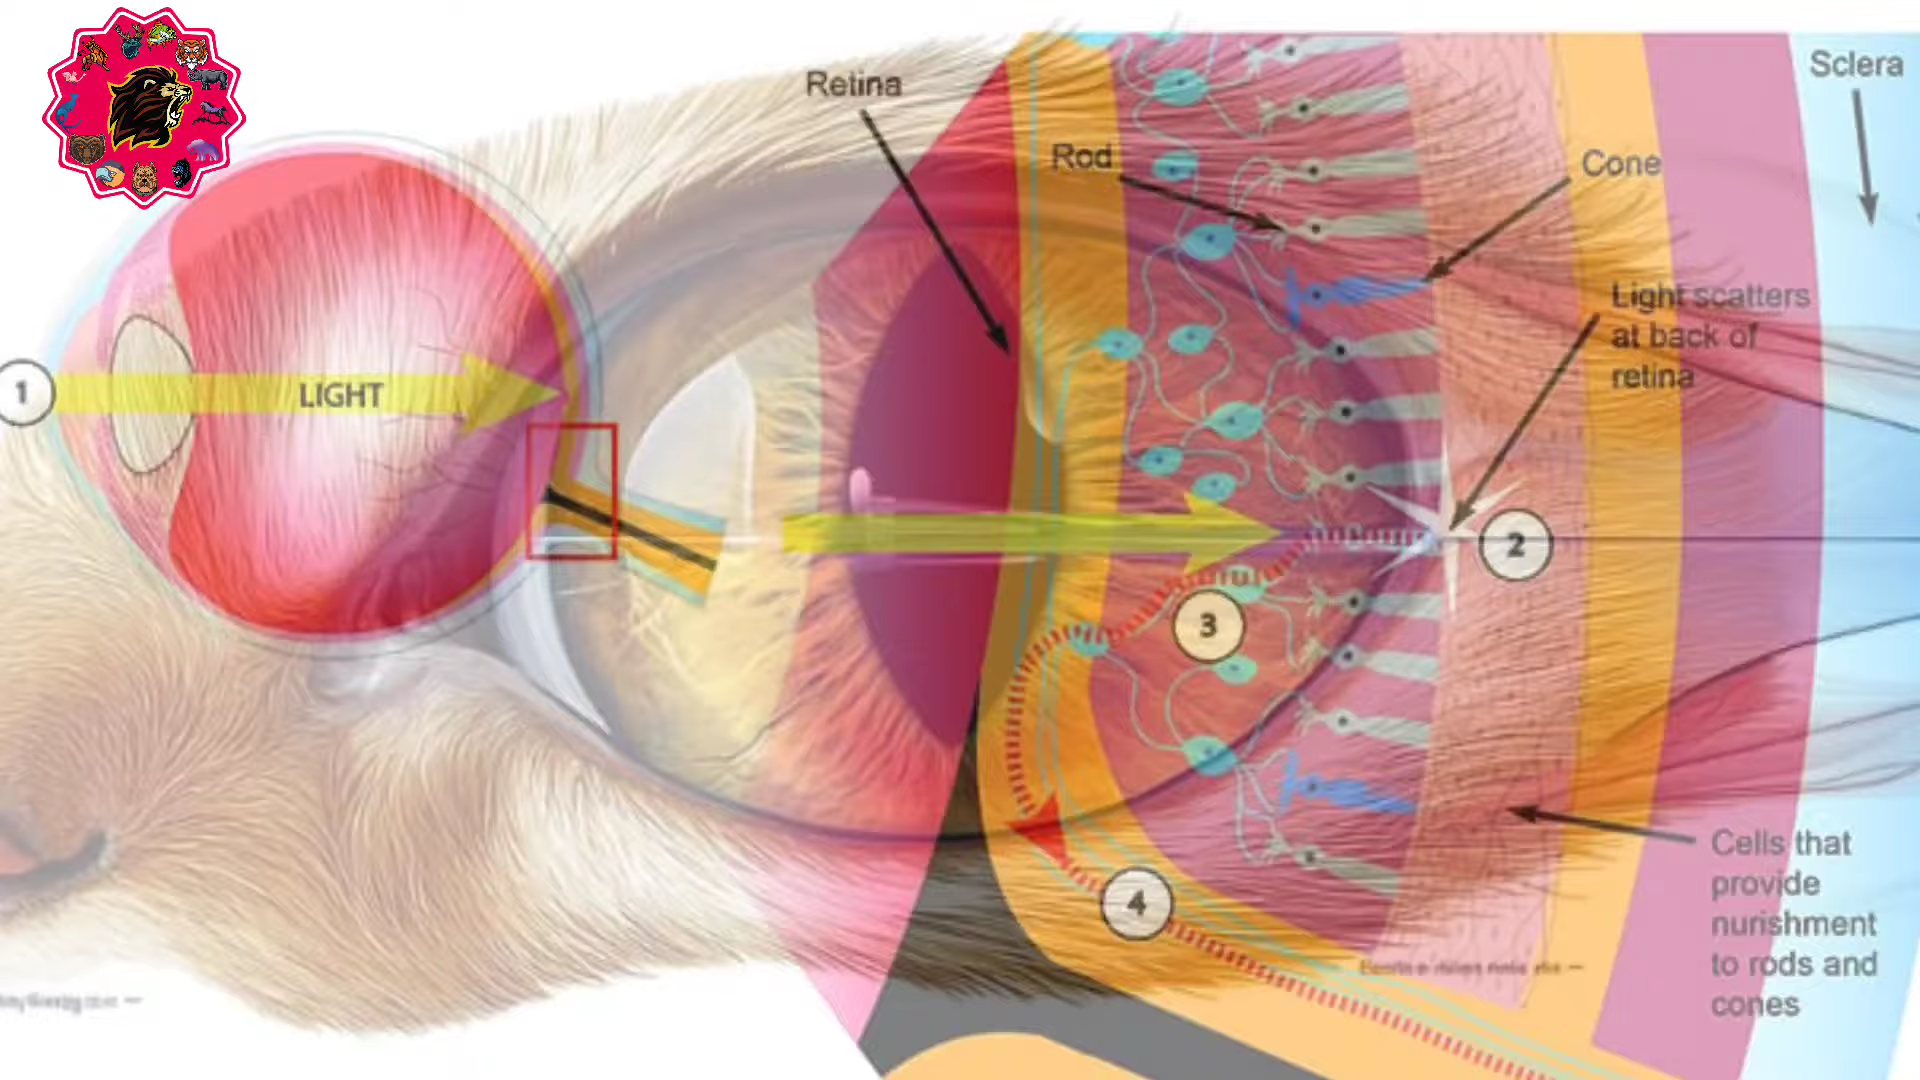 Retina
Sclera
Rod
Cone
Light scatters
at back of
retina
1
LIGHT
2
3
4
Cells that
provide
nurishment
to rods and
cones